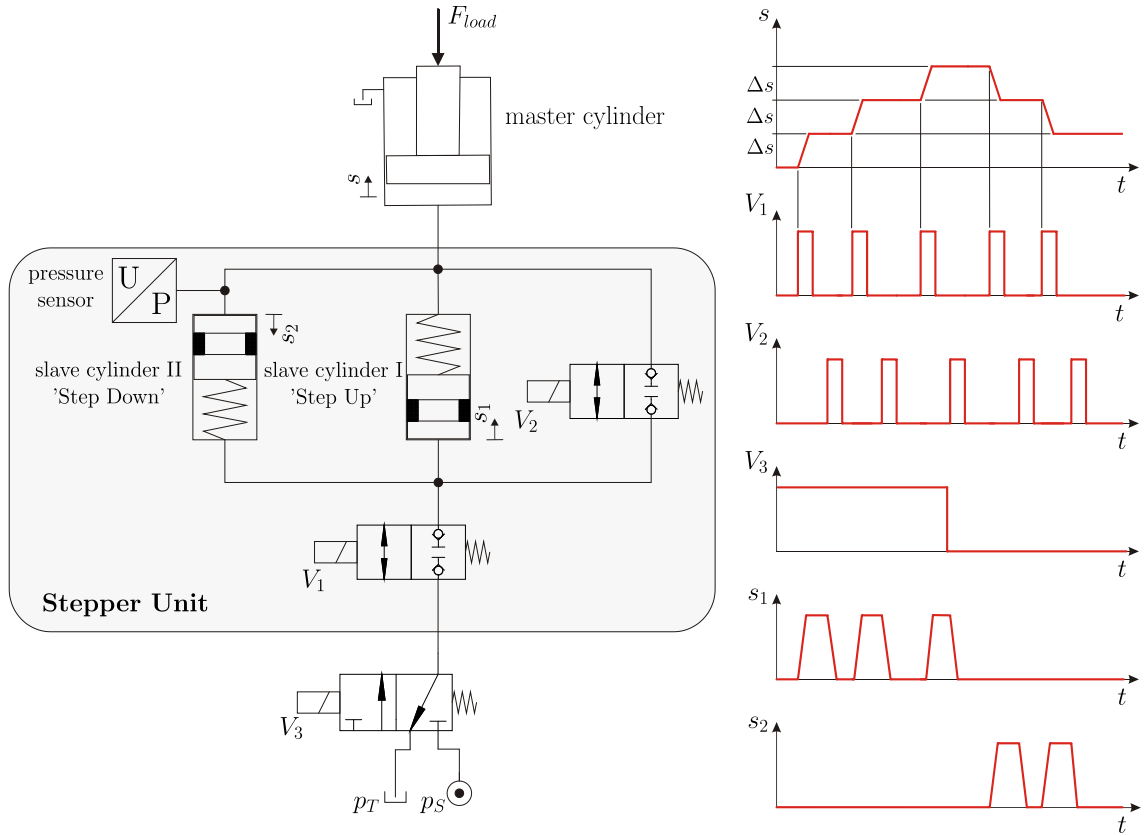 F_load
master cylinder
s
pressure
sensor
U
P
s_2
slave cylinder II
'Step Down'
slave cylinder I
'Step Up'
s_1
V_2
V_1
Stepper Unit
V_3
p_T
p_S
s
Δs
Δs
Δs
t
V_1
t
V_2
t
V_3
t
s_1
t
s_2
t